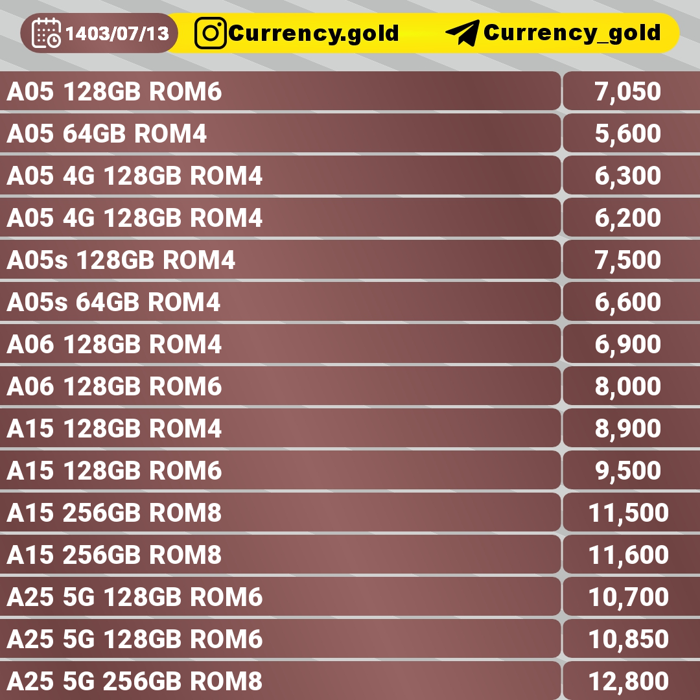 1403/07/13 Currency.gold Currency_gold
A05 128GB ROM6 7,050
A05 64GB ROM4 5,600
A05 4G 128GB ROM4 6,300
A05 4G 128GB ROM4 6,200
A05s 128GB ROM4 7,500
A05s 64GB ROM4 6,600
A06 128GB ROM4 6,900
A06 128GB ROM6 8,000
A15 128GB ROM4 8,900
A15 128GB ROM6 9,500
A15 256GB ROM8 11,500
A15 256GB ROM8 11,600
A25 5G 128GB ROM6 10,700
A25 5G 128GB ROM6 10,850
A25 5G 256GB ROM8 12,800